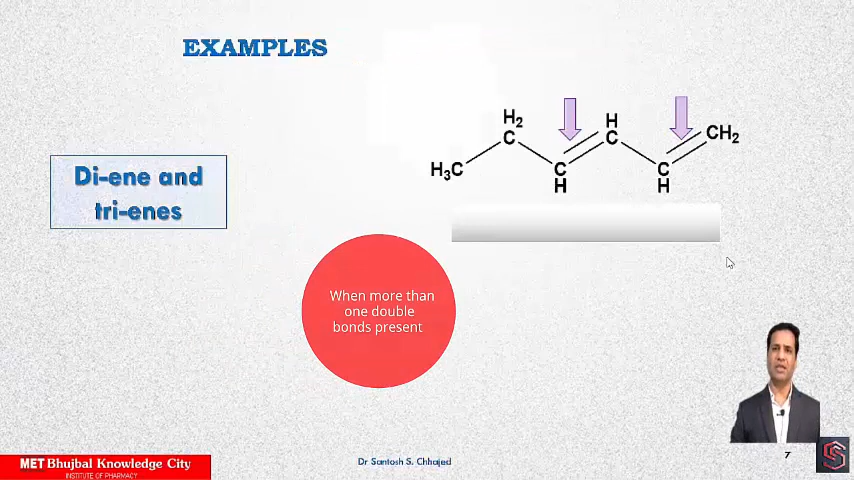 EXAMPLES
Di-ene and
tri-enes
H2
C
H
C
CH2
H3C
C
H
C
H
When more than
one double
bonds present
MET Bhujbal Knowledge City
INSTITUTE OF PHARMACY
Dr Santosh S. Chhajed
7